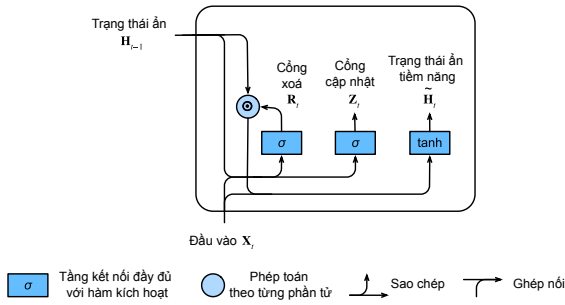 Trạng thái ẩn
H_{t−1}
Cổng
xoá
R_t
Cổng
cập nhật
Z_t
Trạng thái ẩn
tiềm năng
H̃_t
σ
σ
tanh
Đầu vào X_t
σ
Tầng kết nối đầy đủ
với hàm kích hoạt
Phép toán
theo từng phần tử
Sao chép
Ghép nối